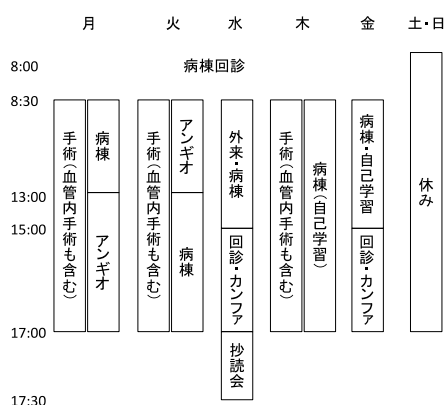 月 火 水 木 金 土・日
8:00 病棟回診
8:30
13:00
15:00
17:00
17:30
手術(血管内手術も含む)
病棟
アンギオ
手術(血管内手術も含む)
アンギオ
病棟
外来・病棟
回診・カンファ
抄読会
手術(血管内手術も含む)
病棟(自己学習)
病棟・自己学習
回診・カンファ
休み